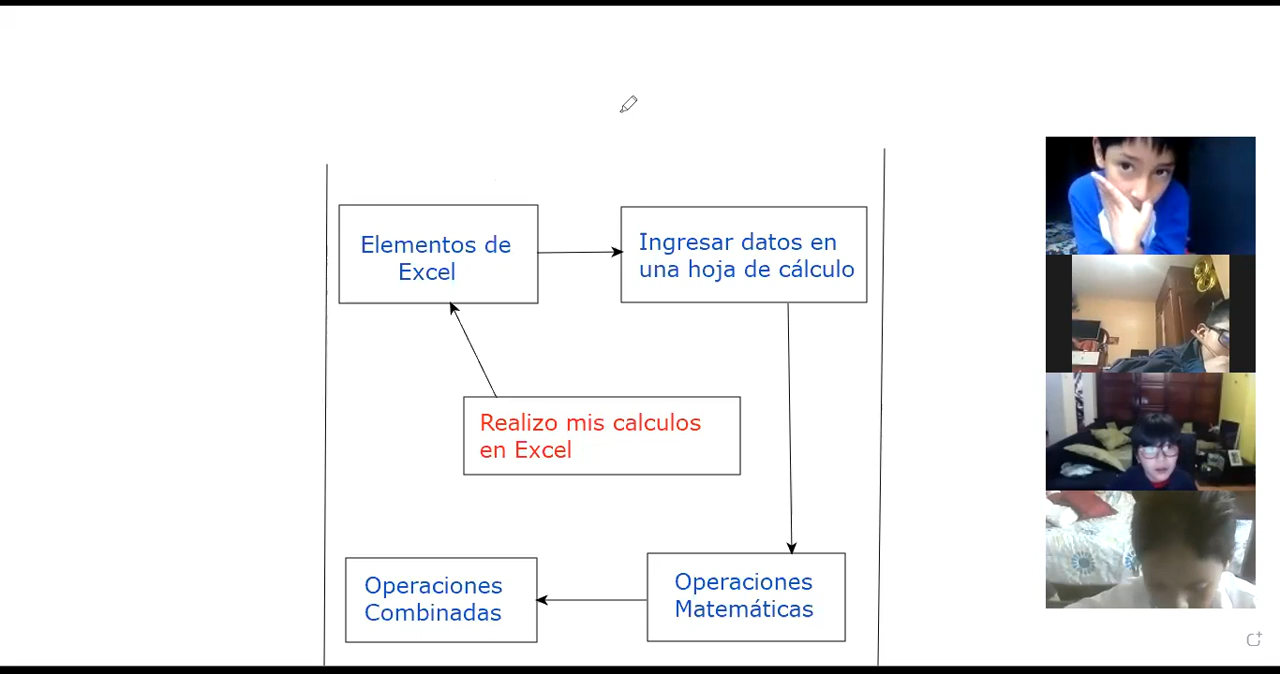 Elementos de
Excel
Ingresar datos en
una hoja de cálculo
Realizo mis calculos
en Excel
Operaciones
Combinadas
Operaciones
Matemáticas